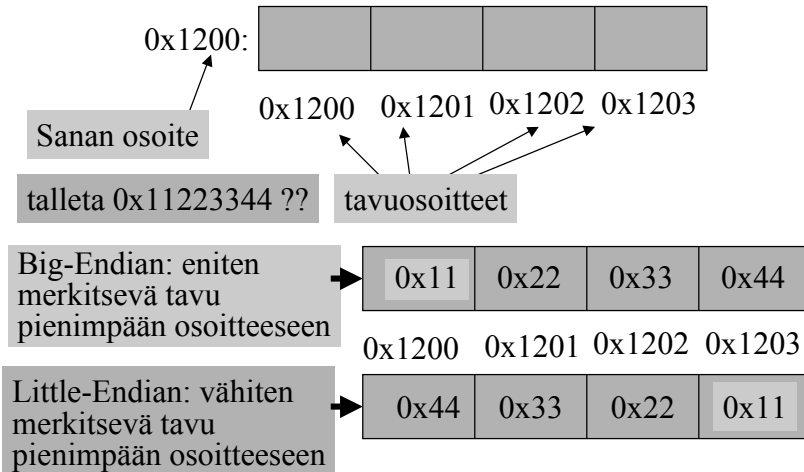 0x1200:
0x1200 0x1201 0x1202 0x1203
Sanan osoite
talleta 0x11223344 ??
tavuosoitteet
Big-Endian: eniten
merkitsevä tavu
pienimpään osoitteeseen
0x11 0x22 0x33 0x44
0x1200 0x1201 0x1202 0x1203
Little-Endian: vähiten
merkitsevä tavu
pienimpään osoitteeseen
0x44 0x33 0x22 0x11